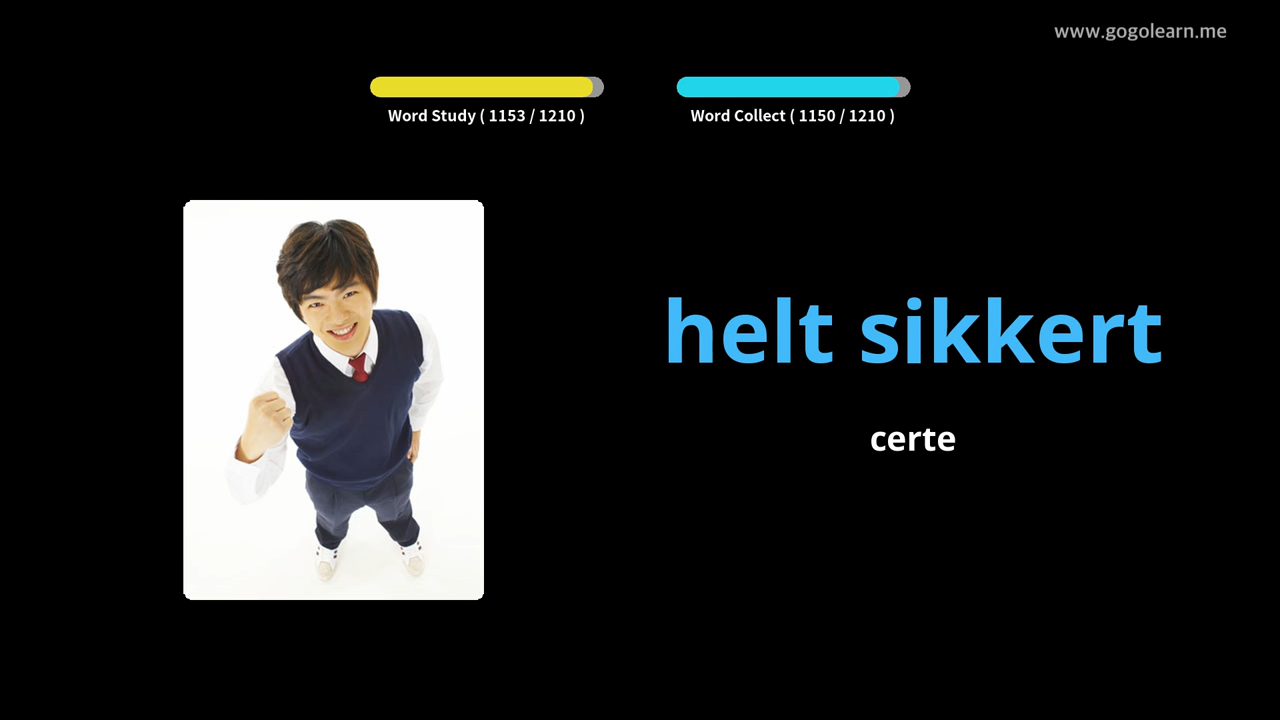 www.gogolearn.me
Word Study ( 1153 / 1210 )
Word Collect ( 1150 / 1210 )
helt sikkert
certe